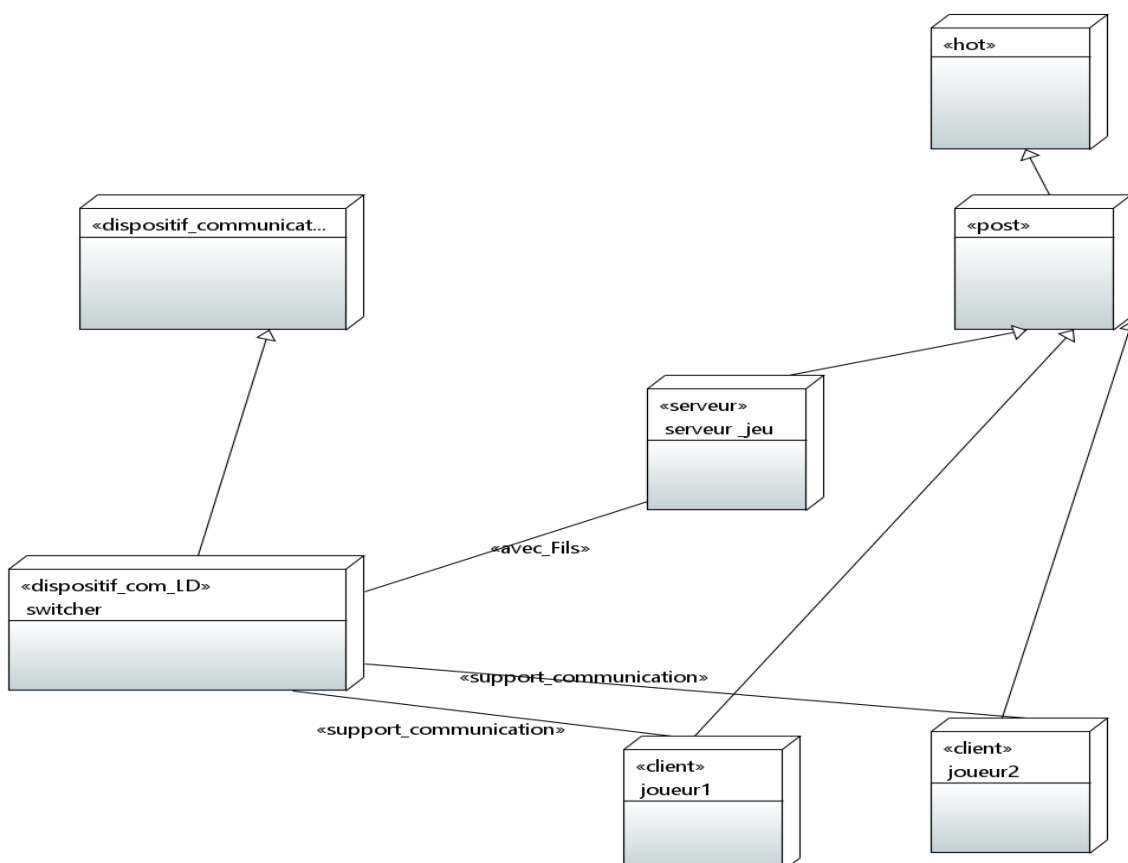 «hot»
«dispositif_communicat...
«post»
«serveur»
serveur _jeu
«avec_Fils»
«dispositif_com_LD»
switcher
«support_communication»
«support_communication»
«client»
joueur1
«client»
joueur2